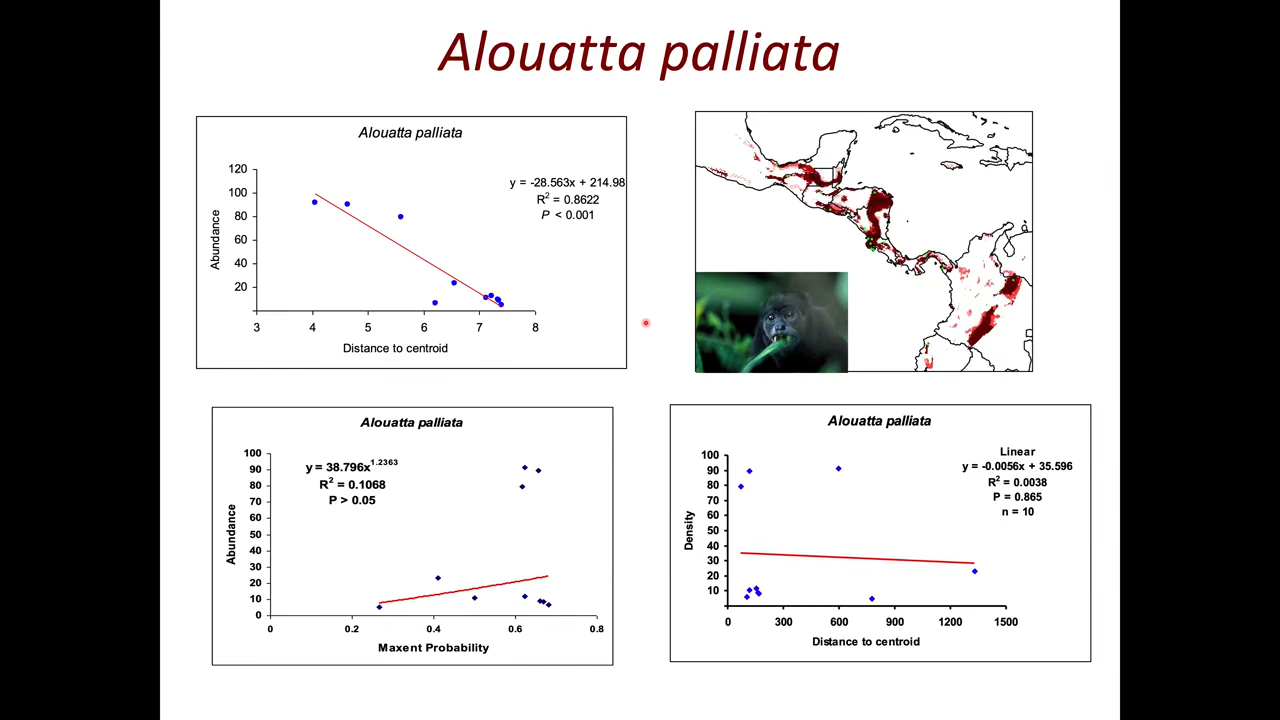 Alouatta palliata
Alouatta palliata
120
100
80
60
40
20
Abundance
y = -28.563x + 214.98
R² = 0.8622
P < 0.001
3 4 5 6 7 8
Distance to centroid
Alouatta palliata
100
90
80
70
60
50
40
30
20
10
0
Abundance
y = 38.796x^1.2363
R² = 0.1068
P > 0.05
0 0.2 0.4 0.6 0.8
Maxent Probability
Alouatta palliata
100
90
80
70
60
50
40
30
20
10
Density
Linear
y = -0.0056x + 35.596
R² = 0.0038
P = 0.865
n = 10
0 300 600 900 1200 1500
Distance to centroid